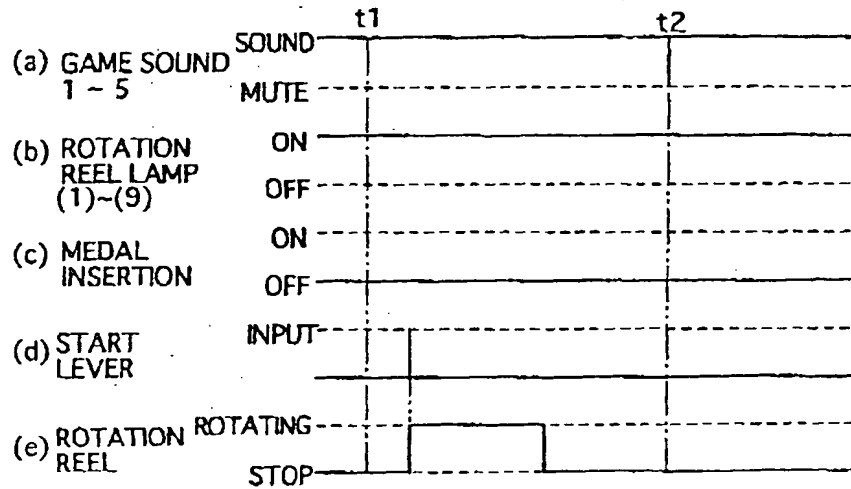 t1 t2
(a) GAME SOUND
1 ~ 5
SOUND
MUTE
(b) ROTATION
REEL LAMP
(1)~(9)
ON
OFF
(c) MEDAL
INSERTION
ON
OFF
(d) START
LEVER
INPUT
(e) ROTATION
REEL
ROTATING
STOP